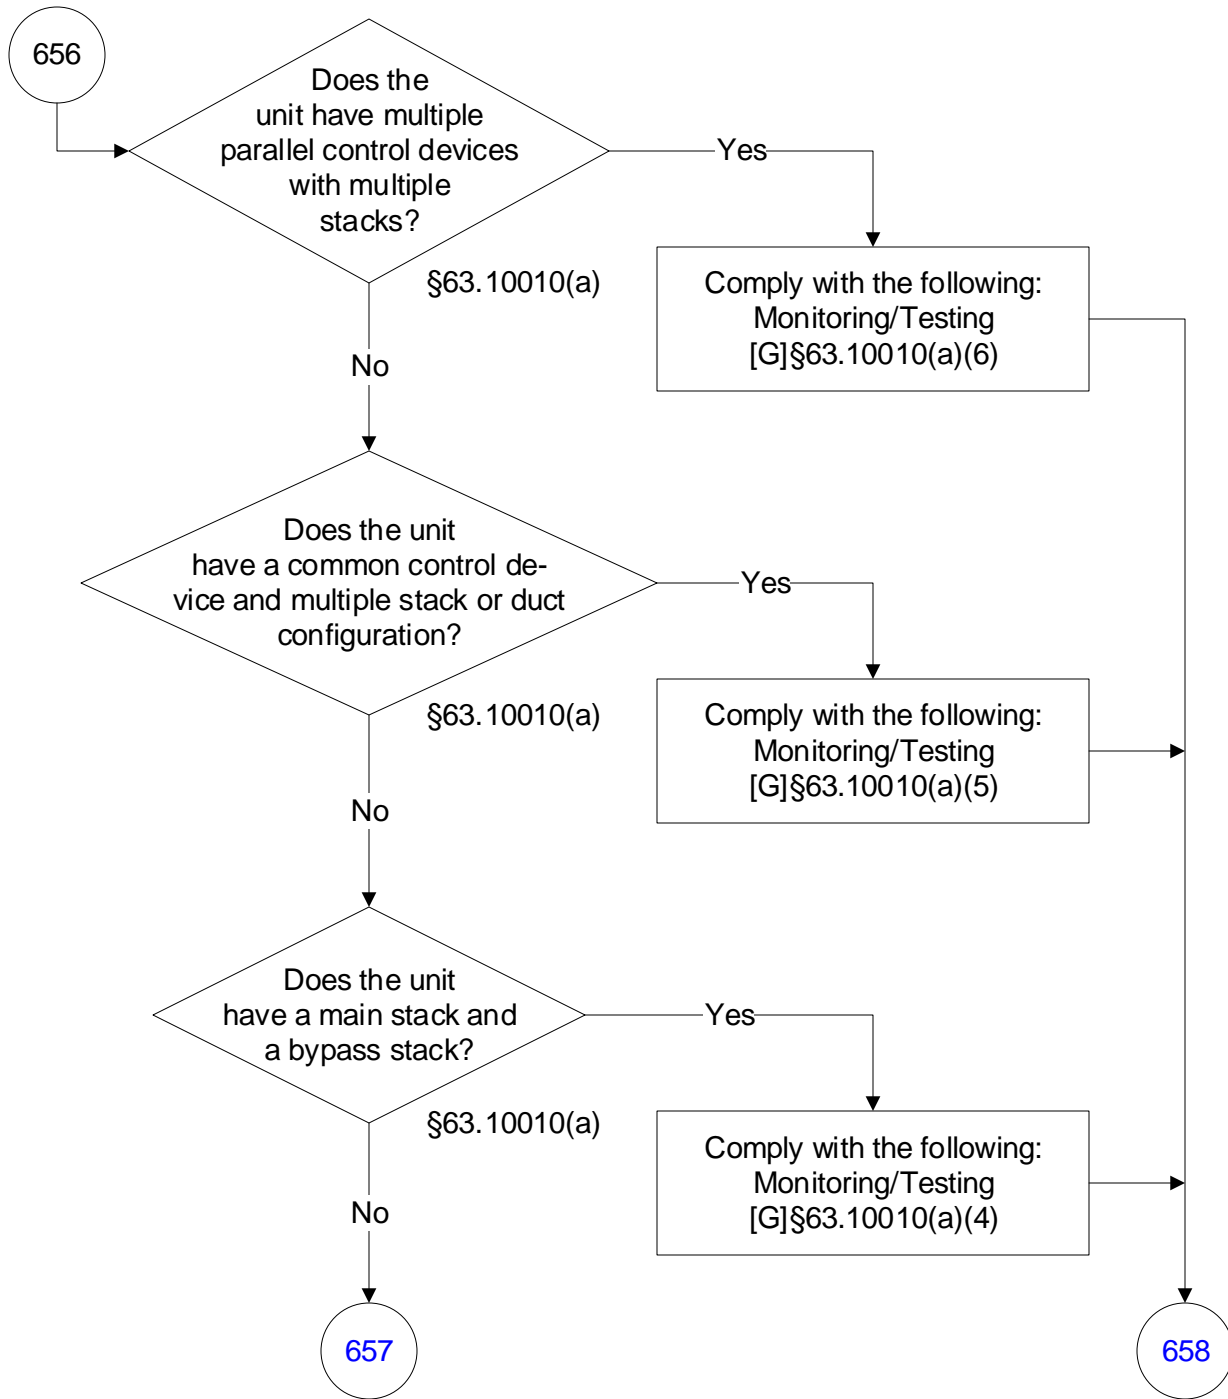 656
Does the
unit have multiple
parallel control devices
with multiple
stacks?
Yes
§63.10010(a)
Comply with the following:
Monitoring/Testing
[G]§63.10010(a)(6)
No
Does the unit
have a common control de-
vice and multiple stack or duct
configuration?
Yes
§63.10010(a)
Comply with the following:
Monitoring/Testing
[G]§63.10010(a)(5)
No
Does the unit
have a main stack and
a bypass stack?
Yes
§63.10010(a)
Comply with the following:
Monitoring/Testing
[G]§63.10010(a)(4)
No
657
658